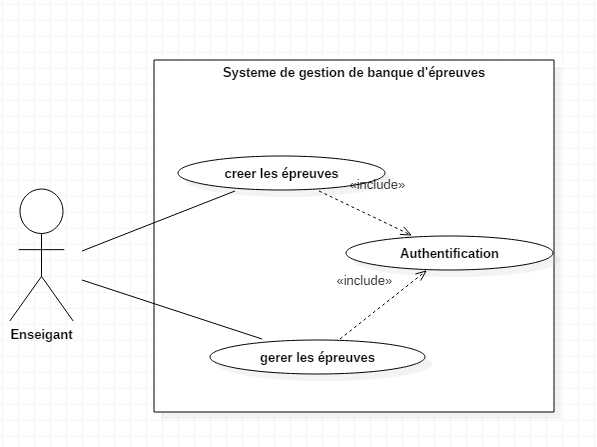 Systeme de gestion de banque d'épreuves
creer les épreuves
«include»
Authentification
«include»
Enseigant
gerer les épreuves